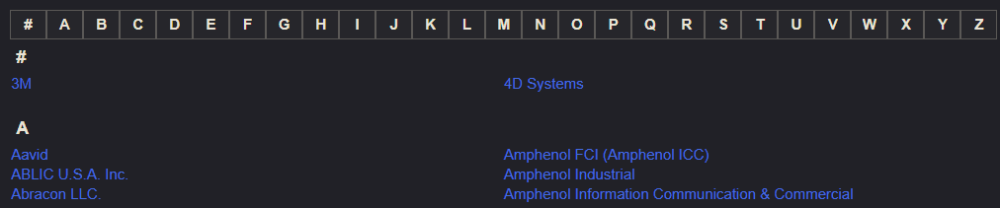 # A B C D E F G H I J K L M N O P Q R S T U V W X Y Z
#
3M 4D Systems
A
Aavid Amphenol FCI (Amphenol ICC)
ABLIC U.S.A. Inc. Amphenol Industrial
Abracon LLC. Amphenol Information Communication & Commercial